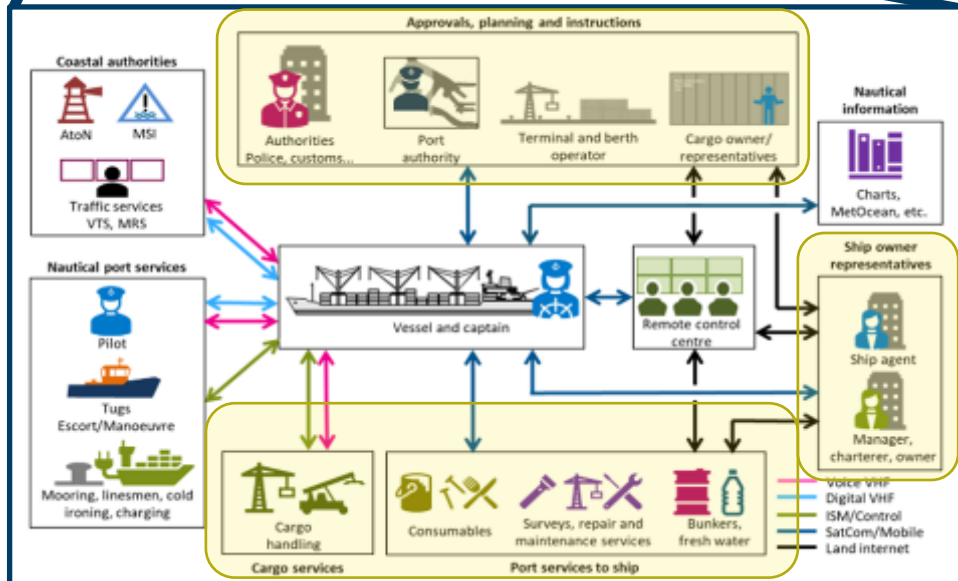 Approvals, planning and instructions
Coastal authorities
AtoN
MSI
Traffic services
VTS, MRS
Authorities
Police, customs...
Port
authority
Terminal and berth
operator
Cargo owner/
representatives
Nautical
information
Charts,
MetOcean, etc.
Nautical port services
Pilot
Tugs
Escort/Manoeuvre
Mooring, linesmen, cold
ironing, charging
Vessel and captain
Remote control
centre
Ship owner
representatives
Ship agent
Manager,
charterer, owner
Cargo
handling
Cargo services
Consumables
Surveys, repair and
maintenance services
Bunkers,
fresh water
Port services to ship
Voice VHF
Digital VHF
ISM/Control
SatCom/Mobile
Land internet